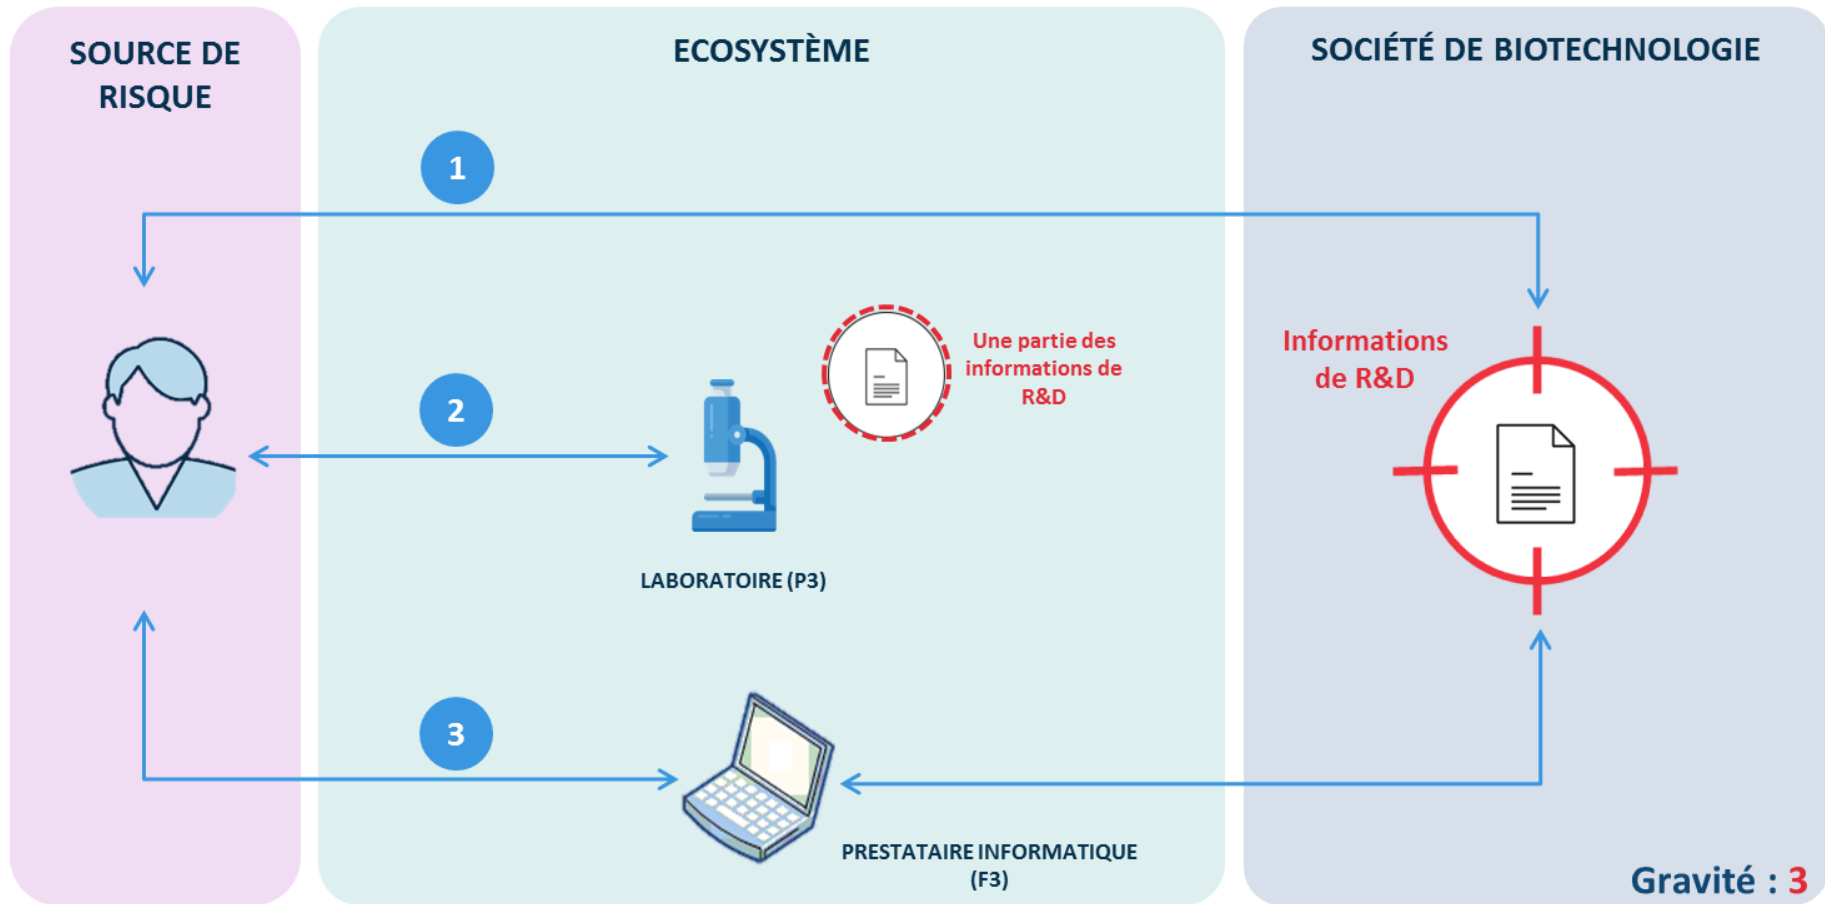 SOURCE DE
RISQUE
ECOSYSTÈME
SOCIÉTÉ DE BIOTECHNOLOGIE
1
2
Une partie des
informations de
R&D
Informations
de R&D
LABORATOIRE (P3)
3
PRESTATAIRE INFORMATIQUE
(F3)
Gravité : 3